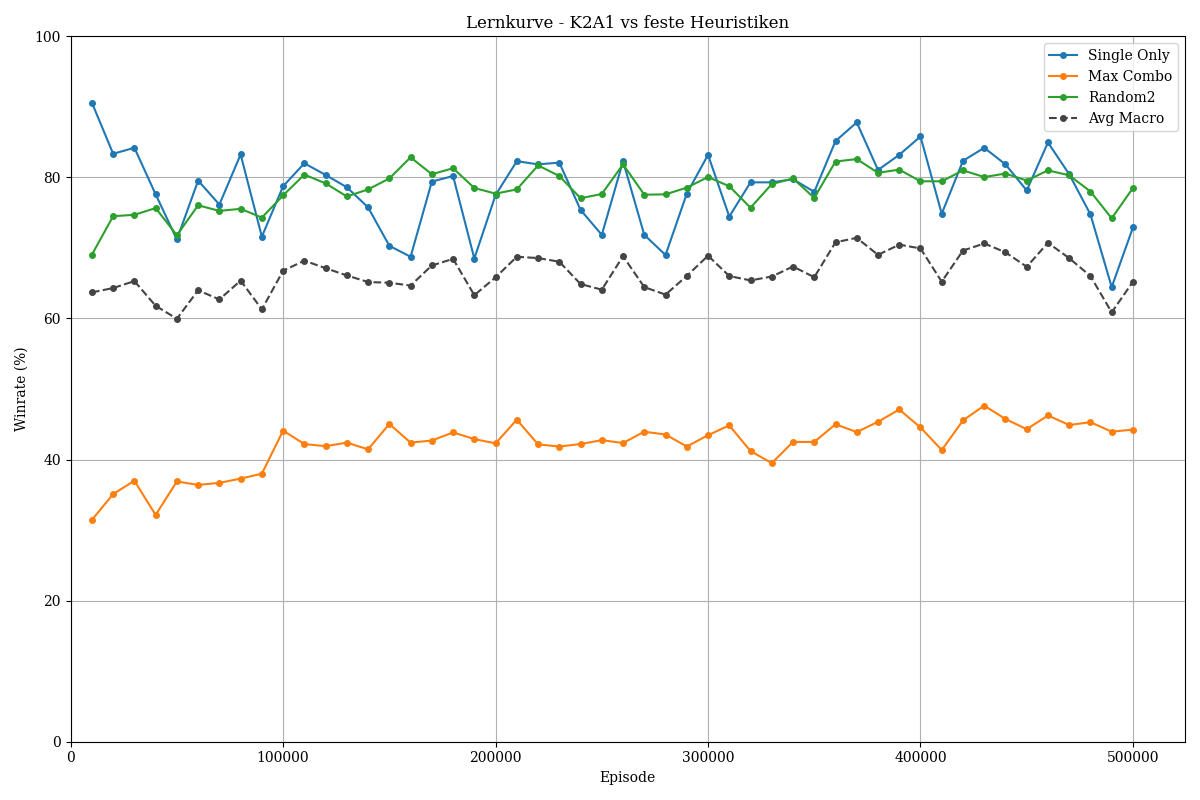 Lernkurve - K2A1 vs feste Heuristiken
100
80
60
40
20
0
Winrate (%)
Single Only
Max Combo
Random2
Avg Macro
0
100000
200000
300000
400000
500000
Episode